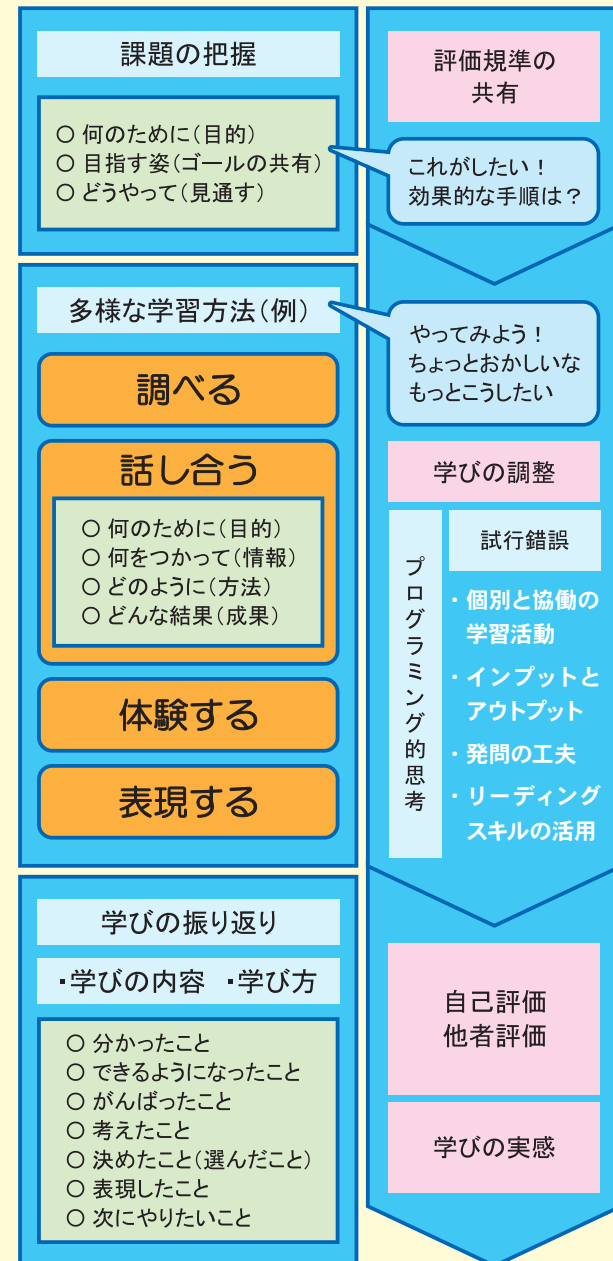 課題の把握
○ 何のために(目的)
○ 目指す姿(ゴールの共有)
○ どうやって(見通す)
評価規準の
共有
これがしたい！
効果的な手順は？
多様な学習方法(例)
調べる
話し合う
○ 何のために(目的)
○ 何をつかって(情報)
○ どのように(方法)
○ どんな結果(成果)
体験する
表現する
やってみよう！
ちょっとおかしいな
もっとこうしたい
学びの調整
プログラミング的思考
試行錯誤
・個別と協働の
学習活動
・インプットと
アウトプット
・発問の工夫
・リーディング
スキルの活用
学びの振り返り
・学びの内容 ・学び方
○ 分かったこと
○ できるようになったこと
○ がんばったこと
○ 考えたこと
○ 決めたこと(選んだこと)
○ 表現したこと
○ 次にやりたいこと
自己評価
他者評価
学びの実感